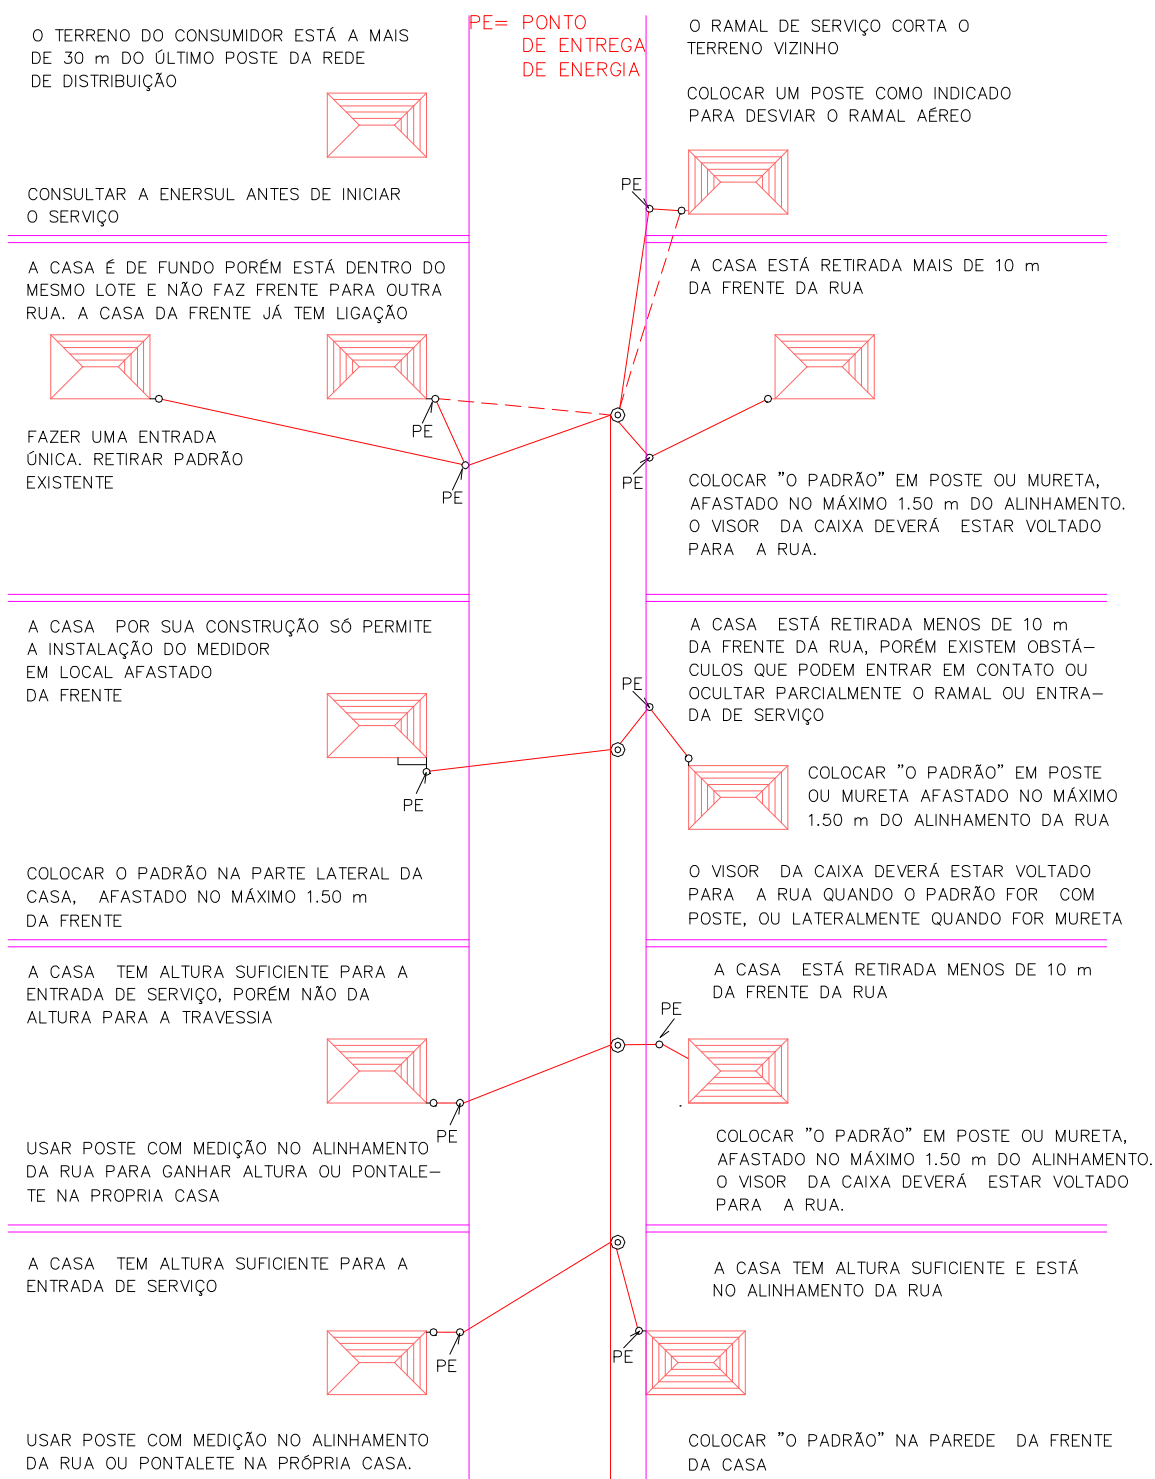 PE= PONTO
DE ENTREGA
DE ENERGIA
O TERRENO DO CONSUMIDOR ESTÁ A MAIS
DE 30 m DO ÚLTIMO POSTE DA REDE
DE DISTRIBUIÇÃO
CONSULTAR A ENERSUL ANTES DE INICIAR
O SERVIÇO
O RAMAL DE SERVIÇO CORTA O
TERRENO VIZINHO
COLOCAR UM POSTE COMO INDICADO
PARA DESVIAR O RAMAL AÉREO
PE
A CASA É DE FUNDO PORÉM ESTÁ DENTRO DO
MESMO LOTE E NÃO FAZ FRENTE PARA OUTRA
RUA. A CASA DA FRENTE JÁ TEM LIGAÇÃO
PE
FAZER UMA ENTRADA
ÚNICA. RETIRAR PADRÃO
EXISTENTE
PE
A CASA ESTÁ RETIRADA MAIS DE 10 m
DA FRENTE DA RUA
PE
COLOCAR "O PADRÃO" EM POSTE OU MURETA,
AFASTADO NO MÁXIMO 1.50 m DO ALINHAMENTO.
O VISOR DA CAIXA DEVERÁ ESTAR VOLTADO
PARA A RUA.
A CASA POR SUA CONSTRUÇÃO SÓ PERMITE
A INSTALAÇÃO DO MEDIDOR
EM LOCAL AFASTADO
DA FRENTE
PE
COLOCAR O PADRÃO NA PARTE LATERAL DA
CASA, AFASTADO NO MÁXIMO 1.50 m
DA FRENTE
A CASA ESTÁ RETIRADA MENOS DE 10 m
DA FRENTE DA RUA, PORÉM EXISTEM OBSTÁ-
CULOS QUE PODEM ENTRAR EM CONTATO OU
OCULTAR PARCIALMENTE O RAMAL OU ENTRA-
DA DE SERVIÇO
PE
COLOCAR "O PADRÃO" EM POSTE
OU MURETA AFASTADO NO MÁXIMO
1.50 m DO ALINHAMENTO DA RUA
O VISOR DA CAIXA DEVERÁ ESTAR VOLTADO
PARA A RUA QUANDO O PADRÃO FOR COM
POSTE, OU LATERALMENTE QUANDO FOR MURETA
A CASA TEM ALTURA SUFICIENTE PARA A
ENTRADA DE SERVIÇO, PORÉM NÃO DA
ALTURA PARA A TRAVESSIA
PE
USAR POSTE COM MEDIÇÃO NO ALINHAMENTO
DA RUA PARA GANHAR ALTURA OU PONTALE-
TE NA PROPRIA CASA
A CASA ESTÁ RETIRADA MENOS DE 10 m
DA FRENTE DA RUA
PE
COLOCAR "O PADRÃO" EM POSTE OU MURETA,
AFASTADO NO MÁXIMO 1.50 m DO ALINHAMENTO.
O VISOR DA CAIXA DEVERÁ ESTAR VOLTADO
PARA A RUA.
A CASA TEM ALTURA SUFICIENTE PARA A
ENTRADA DE SERVIÇO
PE
USAR POSTE COM MEDIÇÃO NO ALINHAMENTO
DA RUA OU PONTALETE NA PRÓPRIA CASA.
A CASA TEM ALTURA SUFICIENTE E ESTÁ
NO ALINHAMENTO DA RUA
PE
COLOCAR "O PADRÃO" NA PAREDE DA FRENTE
DA CASA